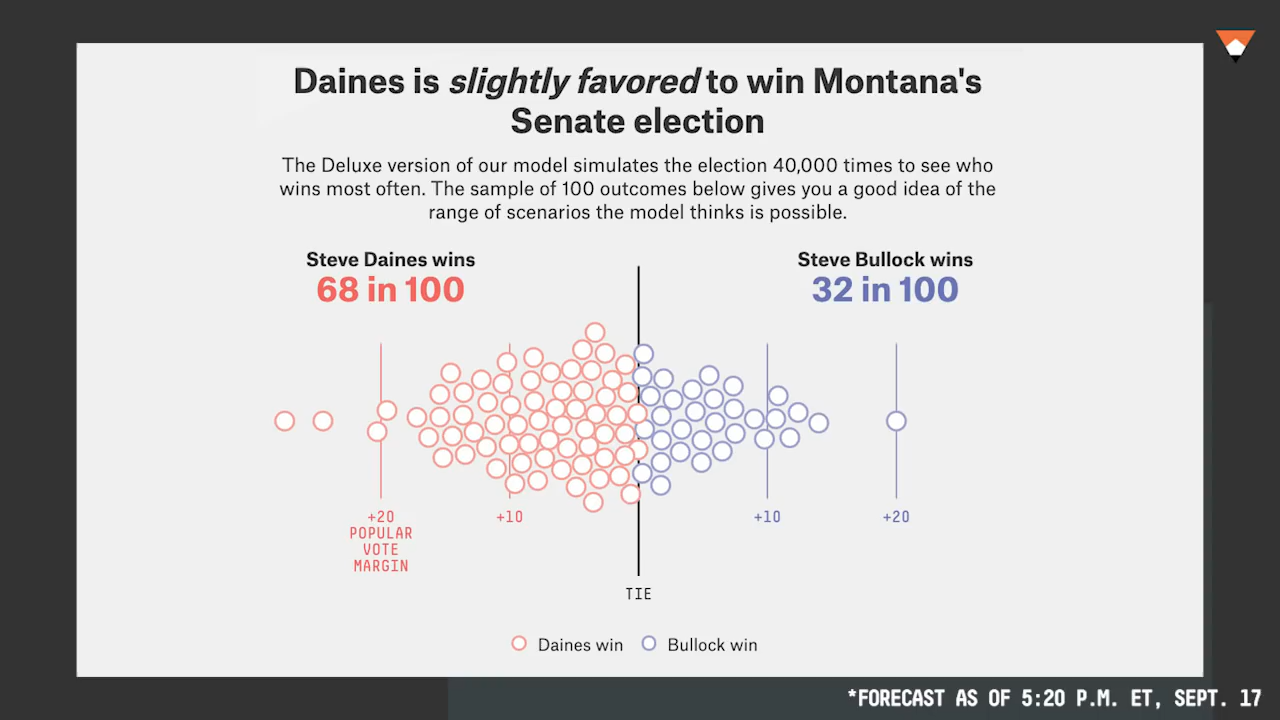 Daines is slightly favored to win Montana's
Senate election
The Deluxe version of our model simulates the election 40,000 times to see who
wins most often. The sample of 100 outcomes below gives you a good idea of the
range of scenarios the model thinks is possible.
Steve Daines wins
68 in 100
Steve Bullock wins
32 in 100
+20
POPULAR
VOTE
MARGIN
+10
+10
+20
TIE
Daines win
Bullock win
*FORECAST AS OF 5:20 P.M. ET, SEPT. 17